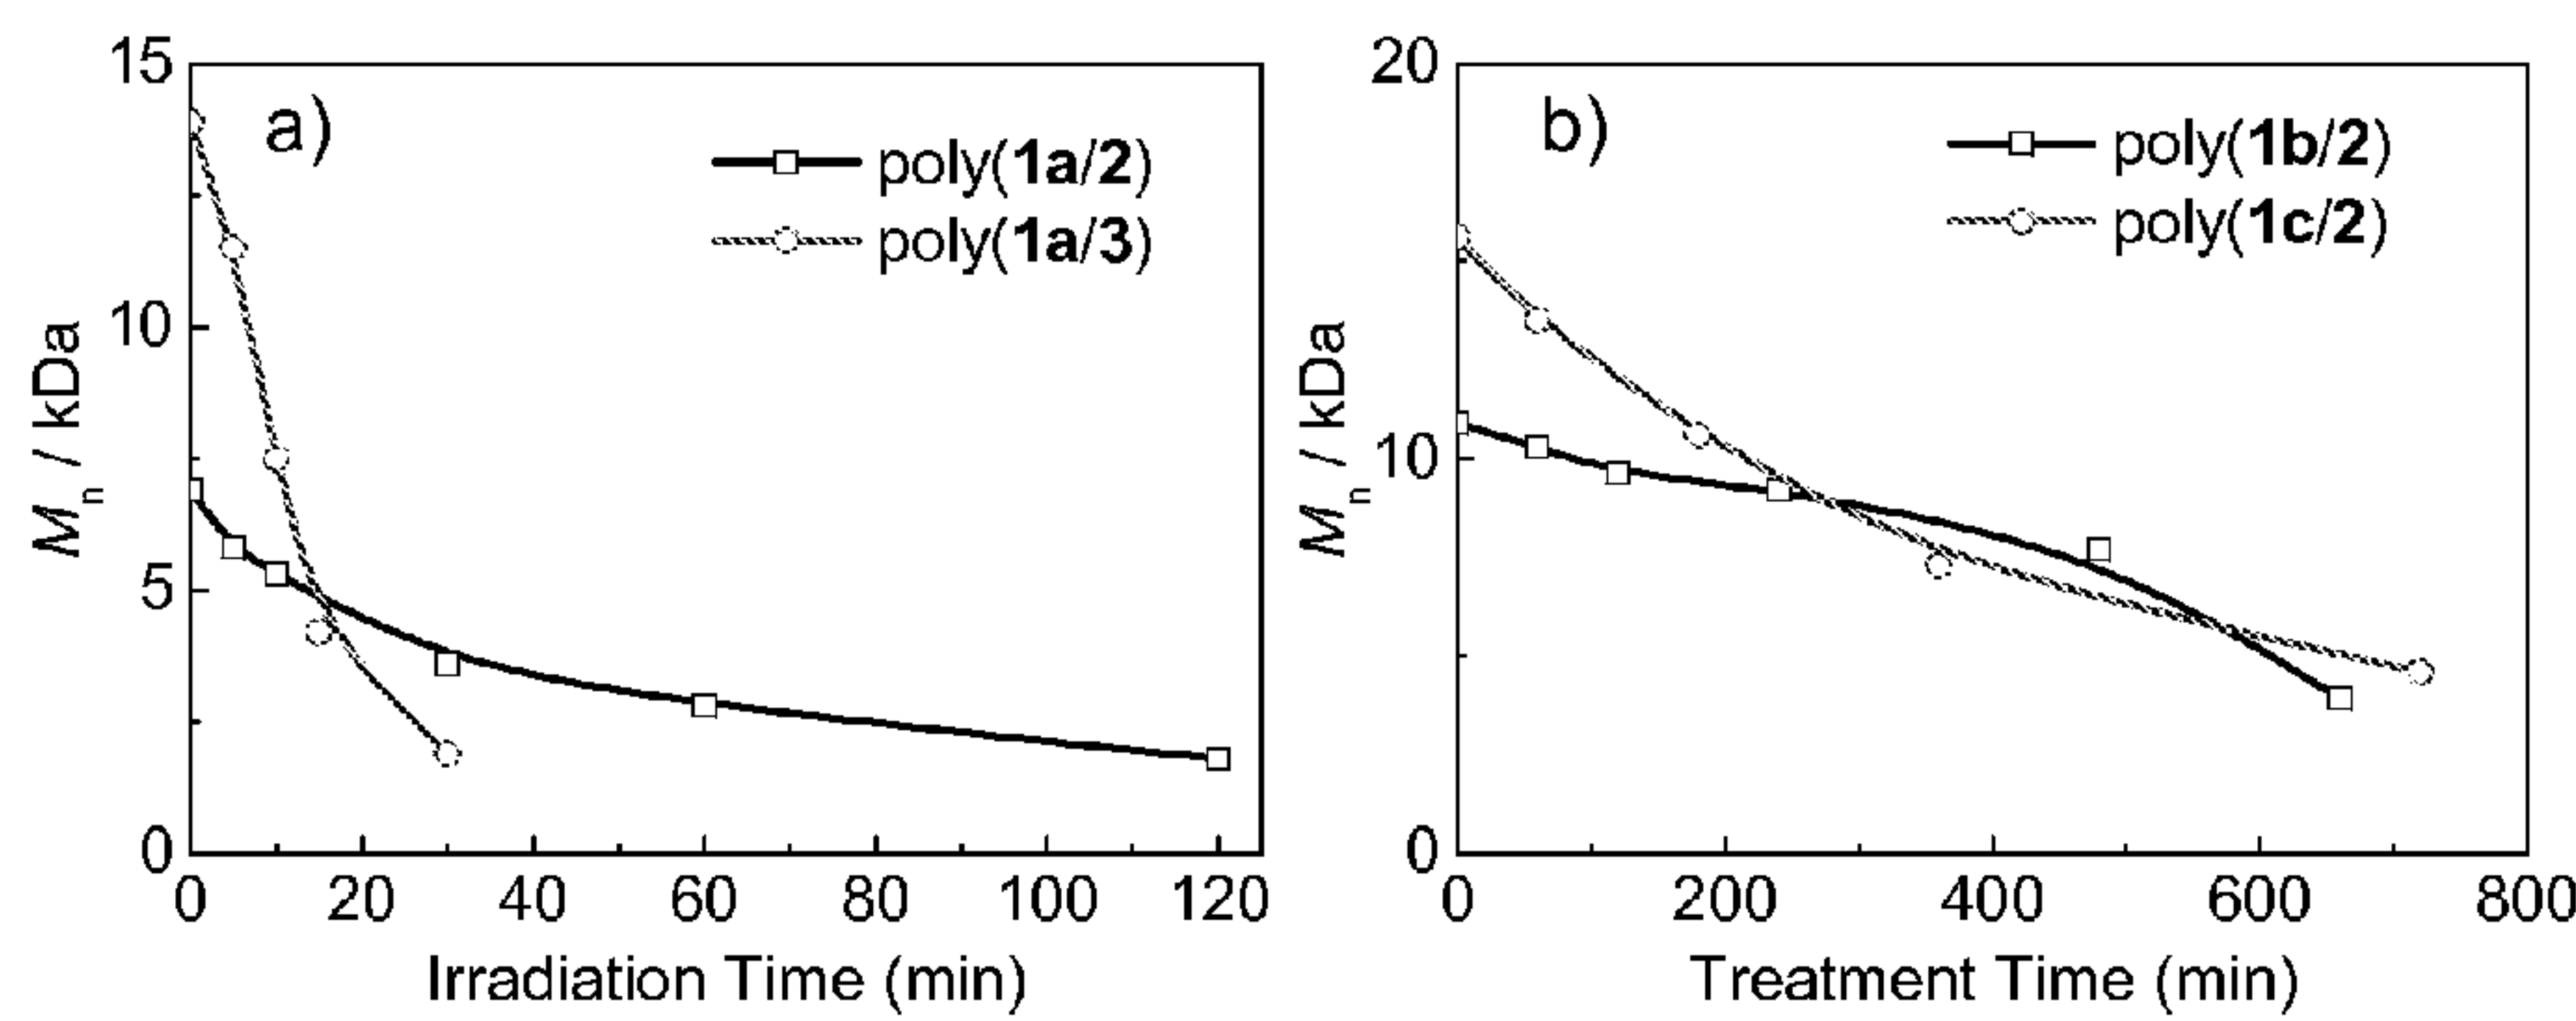 a)
poly(1a/2)
poly(1a/3)
15
10
5
0
Mn / kDa
0 20 40 60 80 100 120
Irradiation Time (min)
b)
poly(1b/2)
poly(1c/2)
20
10
0
Mn / kDa
0 200 400 600 800
Treatment Time (min)